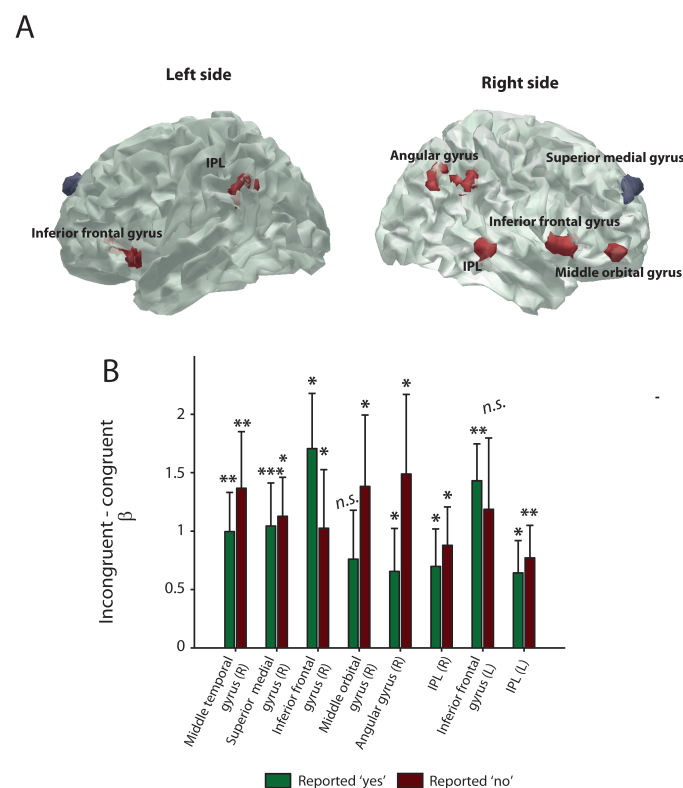 A
Left side
Right side
IPL
Angular gyrus
Superior medial gyrus
Inferior frontal gyrus
Inferior frontal gyrus
IPL
Middle orbital gyrus
B
Incongruent - congruent
β
2
1.5
1
0.5
0
**
**
***
*
*
*
n.s.
*
*
*
*
*
**
n.s.
*
**
Middle temporal
gyrus (R)
Superior medial
gyrus (R)
Inferior frontal
gyrus (R)
Middle orbital
gyrus (R)
Angular gyrus (R)
IPL (R)
Inferior frontal
gyrus (L)
IPL (L)
-
Reported 'yes'
Reported 'no'